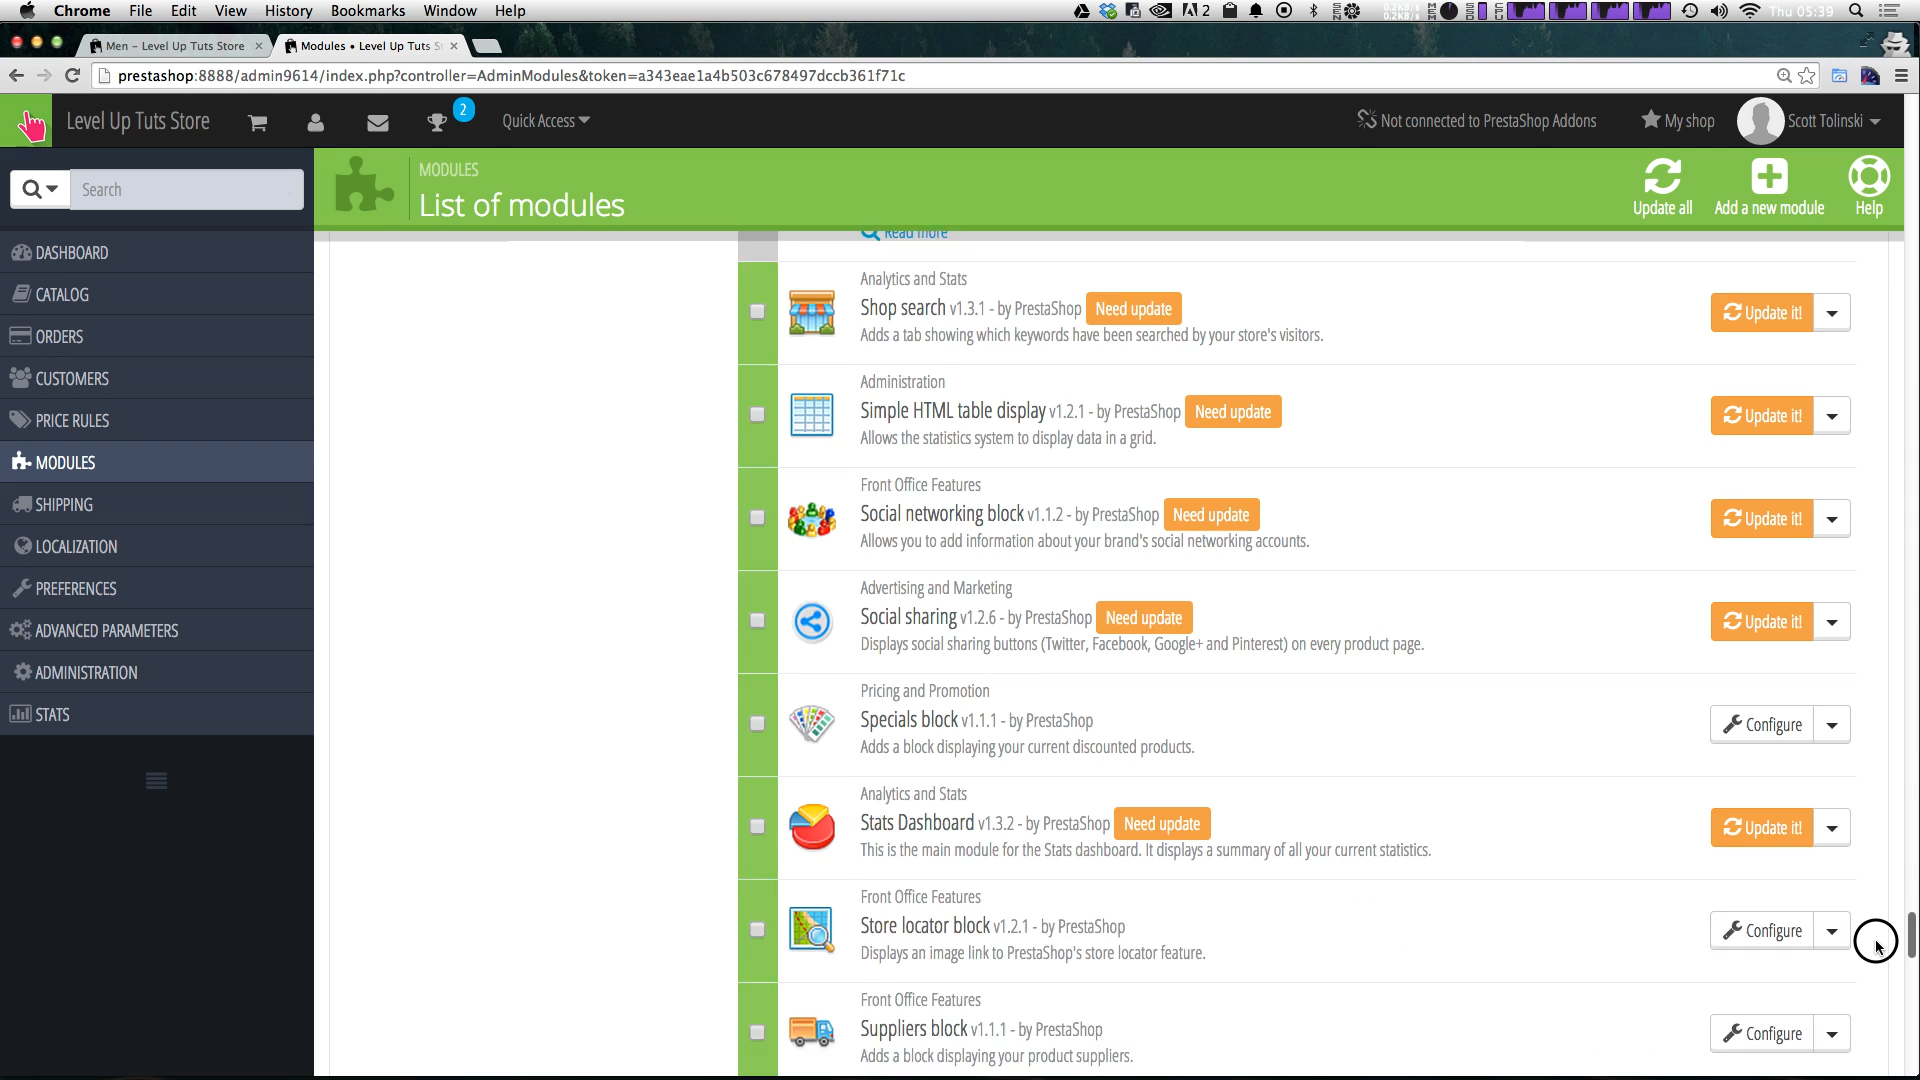 Chrome File Edit View History Bookmarks Window Help
2 Thu 05:39
Men – Level Up Tuts Store
Modules • Level Up Tuts S
prestashop:8888/admin9614/index.php?controller=AdminModules&token=a343eae1a4b503c678497dccb361f71c
Level Up Tuts Store
2
Quick Access
Not connected to PrestaShop Addons
My shop
Scott Tolinski
Search
MODULES
List of modules
Update all
Add a new module
Help
DASHBOARD
CATALOG
ORDERS
CUSTOMERS
PRICE RULES
MODULES
SHIPPING
LOCALIZATION
PREFERENCES
ADVANCED PARAMETERS
ADMINISTRATION
STATS
Read more
Analytics and Stats
Shop search v1.3.1 - by PrestaShop Need update
Adds a tab showing which keywords have been searched by your store's visitors.
Update it!
Administration
Simple HTML table display v1.2.1 - by PrestaShop Need update
Allows the statistics system to display data in a grid.
Update it!
Front Office Features
Social networking block v1.1.2 - by PrestaShop Need update
Allows you to add information about your brand's social networking accounts.
Update it!
Advertising and Marketing
Social sharing v1.2.6 - by PrestaShop Need update
Displays social sharing buttons (Twitter, Facebook, Google+ and Pinterest) on every product page.
Update it!
Pricing and Promotion
Specials block v1.1.1 - by PrestaShop
Adds a block displaying your current discounted products.
Configure
Analytics and Stats
Stats Dashboard v1.3.2 - by PrestaShop Need update
This is the main module for the Stats dashboard. It displays a summary of all your current statistics.
Update it!
Front Office Features
Store locator block v1.2.1 - by PrestaShop
Displays an image link to PrestaShop's store locator feature.
Configure
Front Office Features
Suppliers block v1.1.1 - by PrestaShop
Adds a block displaying your product suppliers.
Configure